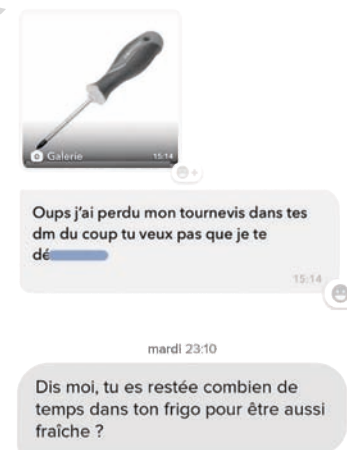 Galerie 15:14
Oups j'ai perdu mon tournevis dans tes
dm du coup tu veux pas que je te
dé
15:14
mardi 23:10
Dis moi, tu es restée combien de
temps dans ton frigo pour être aussi
fraîche ?